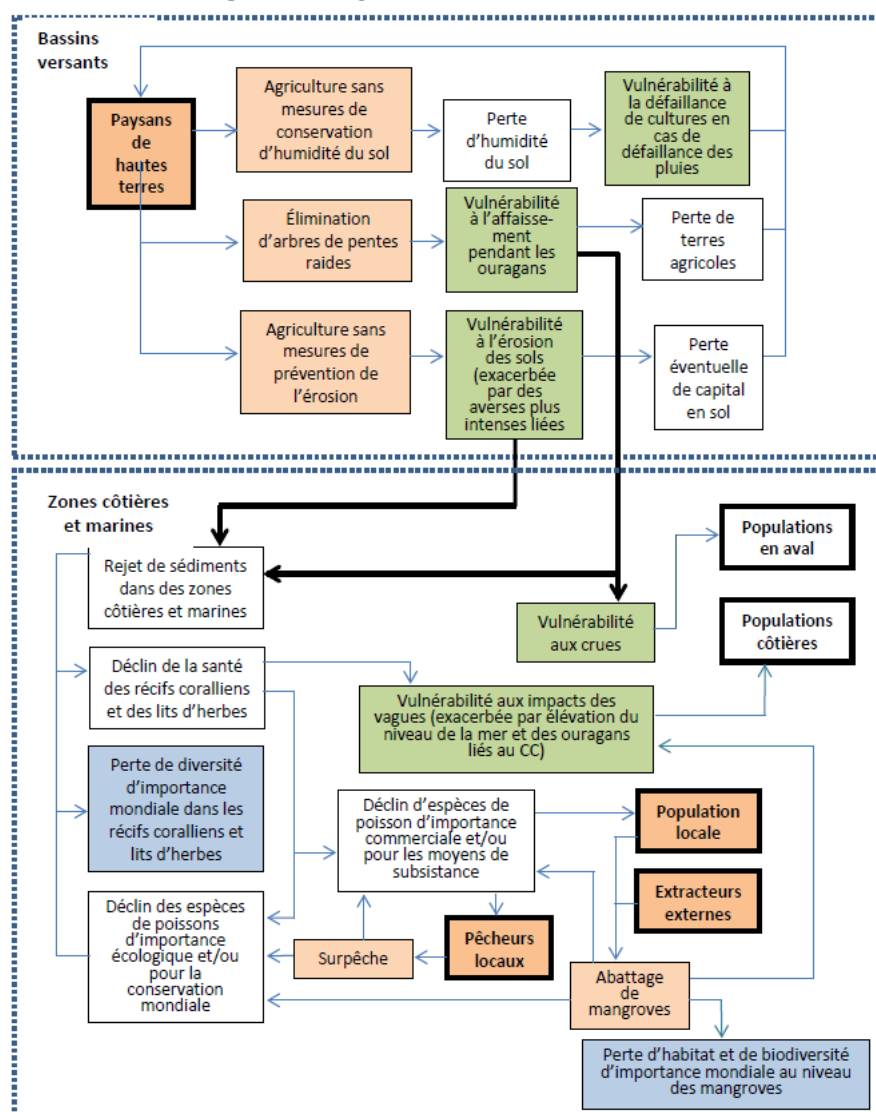 Bassins
versants
Paysans
de
hautes
terres
Agriculture sans
mesures de
conservation
d'humidité du sol
Perte
d'humidité
du sol
Vulnérabilité à
la défaillance
de cultures en
cas de
défaillance des
pluies
Élimination
d'arbres de pentes
raides
Vulnérabilité
à l'affaisse-
ment
pendant les
ouragans
Perte de
terres
agricoles
Agriculture sans
mesures de
prévention de
l'érosion
Vulnérabilité
à l'érosion
des sols
(exacerbée
par des
averses plus
intenses liées
Perte
éventuelle
de capital
en sol
Zones côtières
et marines
Rejet de sédiments
dans des zones
côtières et marines
Populations
en aval
Vulnérabilité
aux crues
Populations
côtières
Déclin de la santé
des récifs coralliens
et des lits d'herbes
Vulnérabilité aux impacts des
vagues (exacerbée par élévation du
niveau de la mer et des ouragans
liés au CC)
Perte de diversité
d'importance
mondiale dans les
récifs coralliens et
lits d'herbes
Déclin d'espèces de
poisson d'importance
commerciale et/ou
pour les moyens de
subsistance
Population
locale
Extracteurs
externes
Déclin des espèces
de poissons
d'importance
écologique et/ou
pour la
conservation
mondiale
Surpêche
Pêcheurs
locaux
Abattage
de
mangroves
Perte d'habitat et de biodiversité
d'importance mondiale au niveau
des mangroves